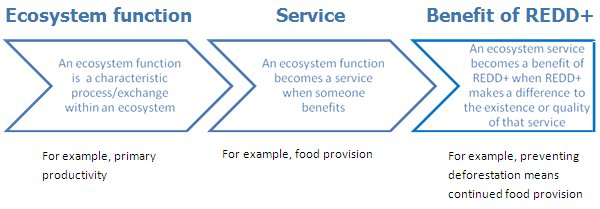 Ecosystem function
Service
Benefit of REDD+
An ecosystem function
is a characteristic
process/exchange
within an ecosystem
An ecosystem function
becomes a service
when someone
benefits
An ecosystem service
becomes a benefit of
REDD+ when REDD+
makes a difference to
the existence or quality
of that service
For example, primary
productivity
For example, food provision
For example, preventing
deforestation means
continued food provision